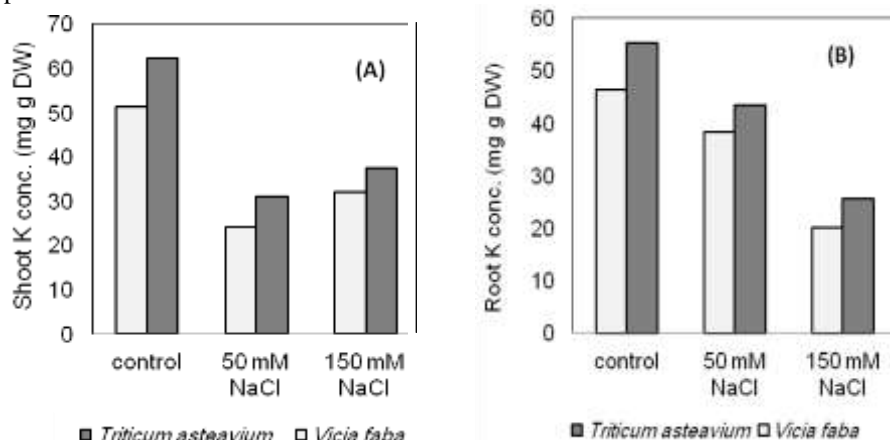 70
60
50
40
30
20
10
0
Shoot K conc. (mg g DW)
(A)
control
50 mM NaCl
150 mM NaCl
Triticum asteavium
Vicia faba
60
50
40
30
20
10
0
Root K conc. (mg g DW)
(B)
control
50 mM NaCl
150 mM NaCl
Triticum asteavium
Vicia faba